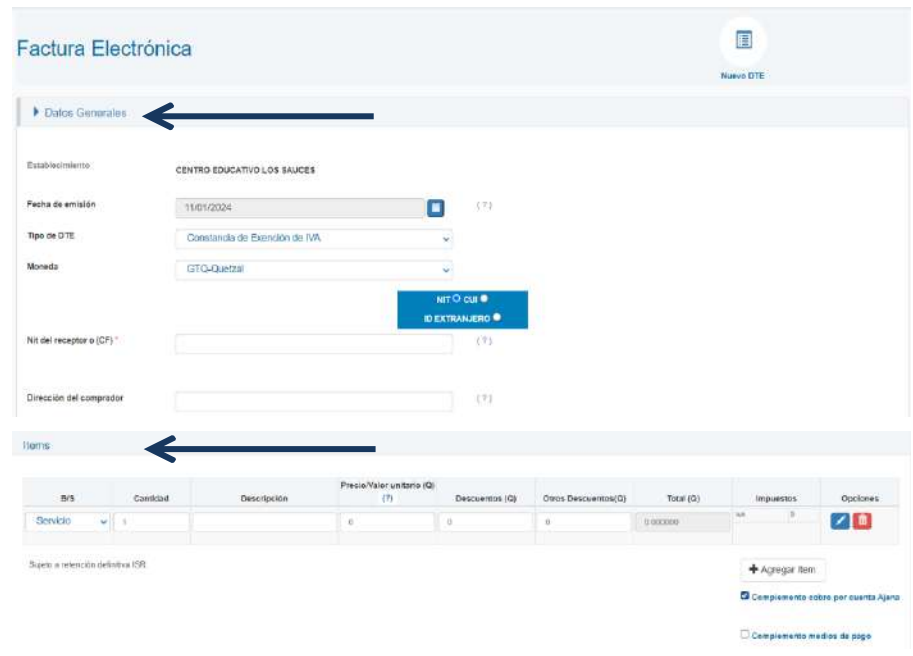 Factura Electrónica
Nuevo DTE
Datos Generales
Establecimiento
CENTRO EDUCATIVO LOS SAUCES
Fecha de emisión
11/01/2024
(?)
Tipo de DTE
Constancia de Exención de IVA
Moneda
GTQ-Quetzal
NIT CUI
ID EXTRANJERO
Nit del receptor o (CF) *
(?)
Dirección del comprador
(?)
Items
B/S Cantidad Descripción Precio/Valor unitario (Q) (?) Descuentos (Q) Otros Descuentos(Q) Total (Q) Impuestos Opciones
Servicio 1 0 0 0 0.000000 IVA 0
Sujeto a retención definitiva ISR
Agregar Item
Complemento cobro por cuenta Ajena
Complemento medios de pago